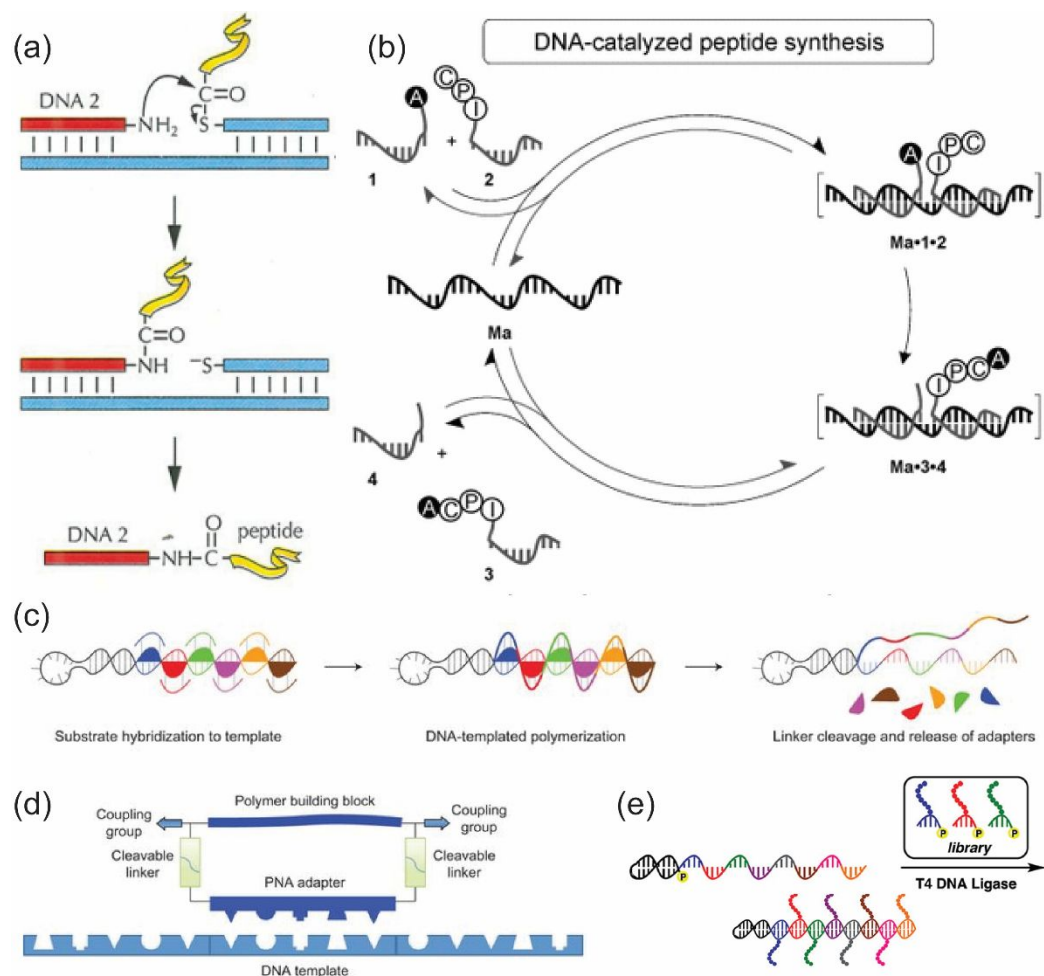 (a)
DNA 2
C=O
NH₂
S
C=O
NH
⁻S
DNA 2
NH-C
O
peptide
(b)
DNA-catalyzed peptide synthesis
A
C
P
I
+
1
2
A
I
P
C
Ma•1•2
Ma
I
P
C
A
Ma•3•4
4
+
A
C
P
I
3
(c)
Substrate hybridization to template
DNA-templated polymerization
Linker cleavage and release of adapters
(d)
Polymer building block
Coupling
group
Coupling
group
Cleavable
linker
Cleavable
linker
PNA adapter
DNA template
(e)
P
P
P
P
library
T4 DNA Ligase